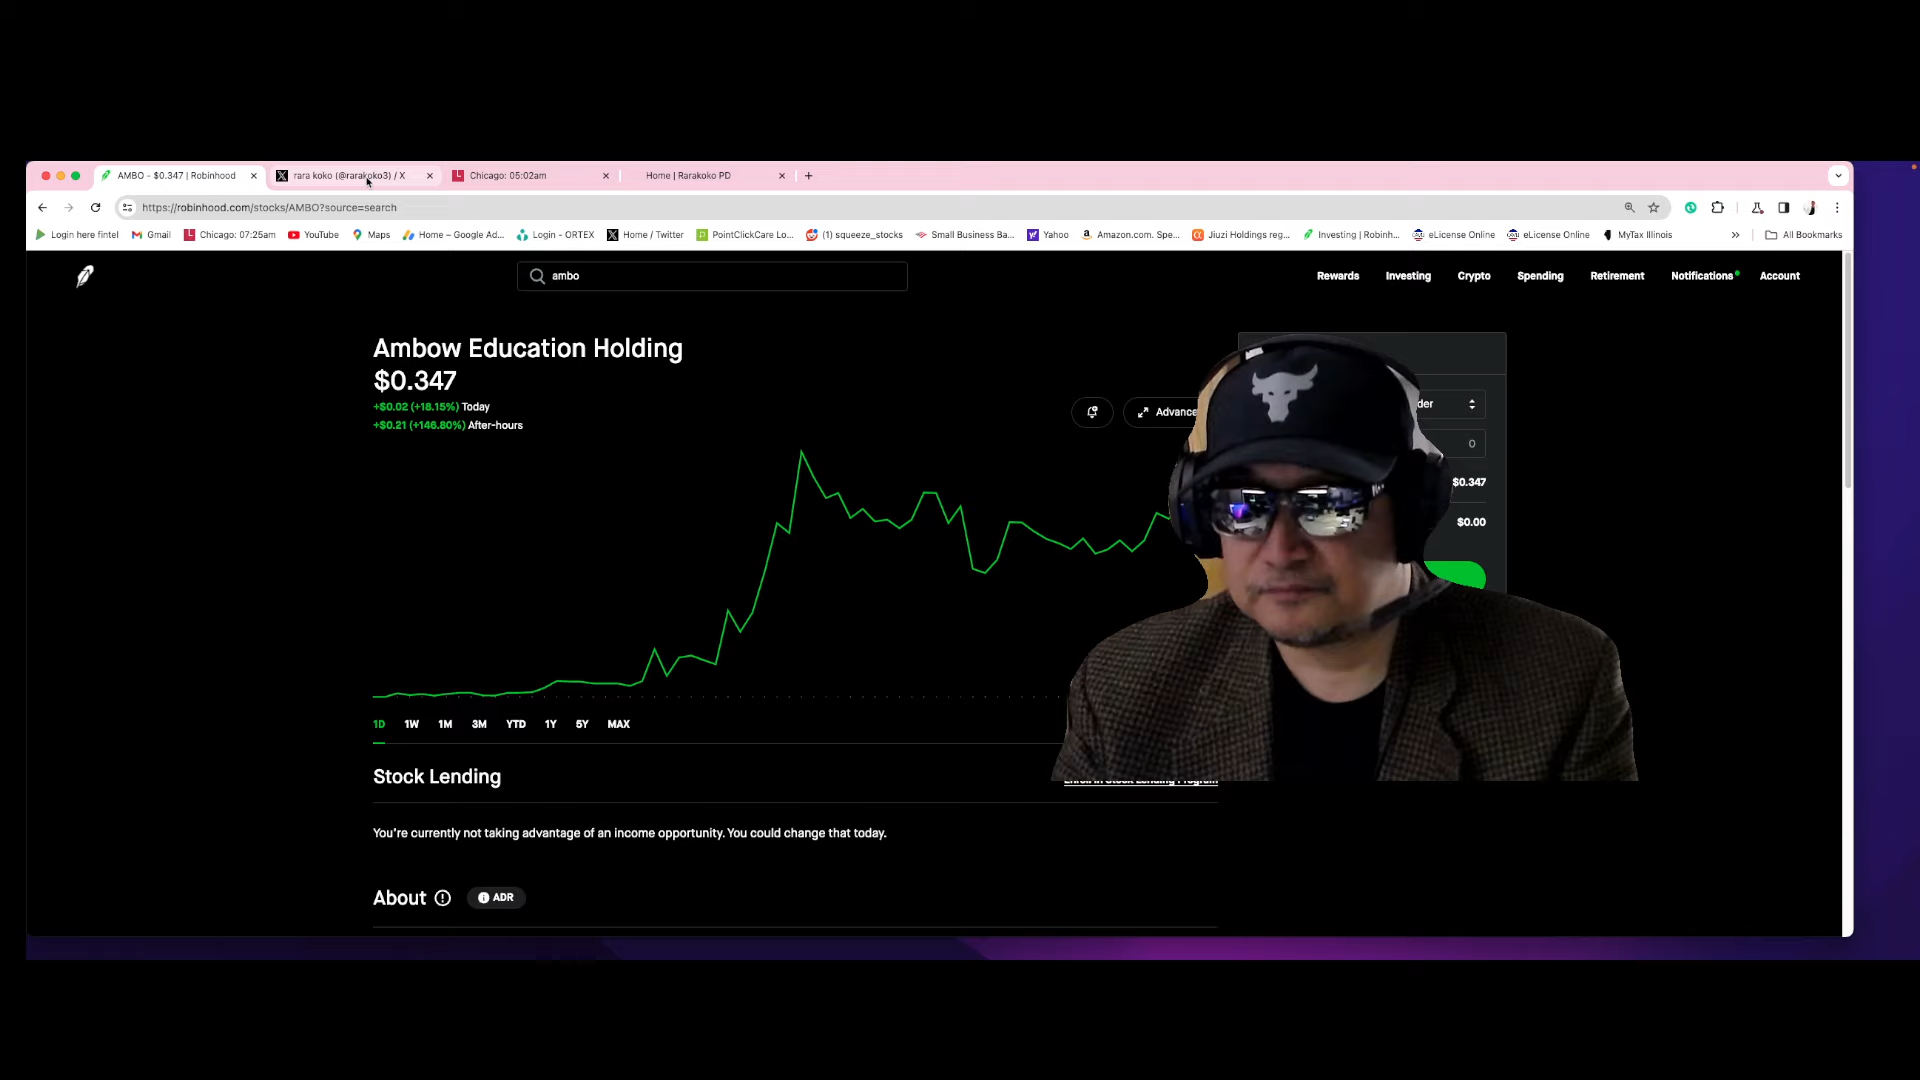 AMBO - $0.347 | Robinhood
rara koko (@rarakoko3) / X
Chicago: 05:02am
Home | Rarakoko PD
https://robinhood.com/stocks/AMBO?source=search
Login here fintel
Gmail
Chicago: 07:25am
YouTube
Maps
Home – Google Ad...
Login - ORTEX
Home / Twitter
PointClickCare Lo...
(1) squeeze_stocks
Small Business Ba...
Yahoo
Amazon.com. Spe...
Jiuzi Holdings reg...
Investing | Robinh...
eLicense Online
eLicense Online
MyTax Illinois
All Bookmarks
ambo
Rewards
Investing
Crypto
Spending
Retirement
Notifications
Account
Ambow Education Holding
$0.347
+$0.02 (+18.15%) Today
+$0.21 (+146.80%) After-hours
0
$0.347
$0.00
1D
1W
1M
3M
YTD
1Y
5Y
MAX
Stock Lending
Enroll in Stock Lending Program
You're currently not taking advantage of an income opportunity. You could change that today.
About
ADR